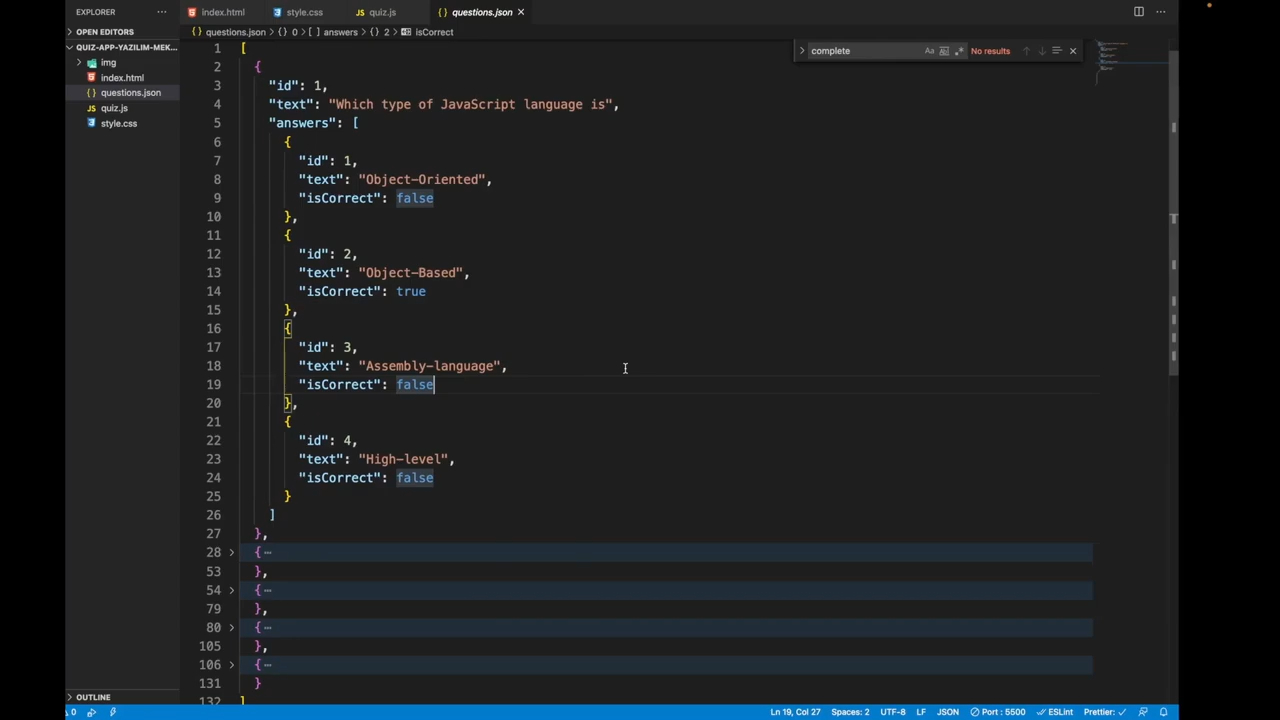 EXPLORER
index.html
style.css
quiz.js
questions.json
OPEN EDITORS
questions.json > {} 0 > [ ] answers > {} 2 > isCorrect
QUIZ-APP-YAZILIM-MEK...
img
index.html
questions.json
quiz.js
style.css
complete
Aa
No results
1 [
2 {
3 "id": 1,
4 "text": "Which type of JavaScript language is",
5 "answers": [
6 {
7 "id": 1,
8 "text": "Object-Oriented",
9 "isCorrect": false
10 },
11 {
12 "id": 2,
13 "text": "Object-Based",
14 "isCorrect": true
15 },
16 {
17 "id": 3,
18 "text": "Assembly-language",
19 "isCorrect": false
20 },
21 {
22 "id": 4,
23 "text": "High-level",
24 "isCorrect": false
25 }
26 ]
27 },
28 {…
53 },
54 {…
79 },
80 {…
105 },
106 {…
131 }
132 ]
OUTLINE
0
Ln 19, Col 27
Spaces: 2
UTF-8
LF
JSON
Port : 5500
ESLint
Prettier: ✓